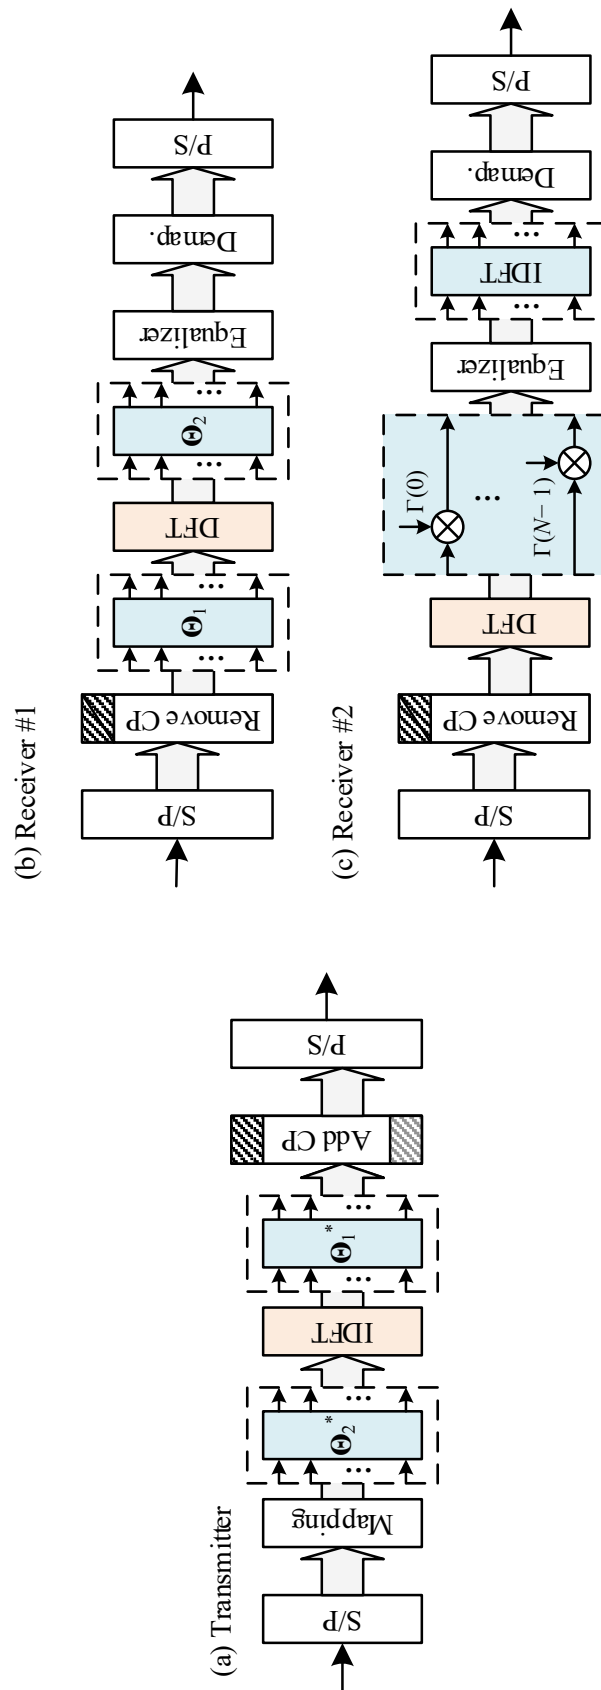 (a) Transmitter
S/P
Mapping
Θ₂*
...
...
IDFT
Θ₁*
...
...
Add CP
P/S
(b) Receiver #1
S/P
Remove CP
Θ₁
...
...
DFT
Θ₂
...
...
Equalizer
Demap.
P/S
(c) Receiver #2
S/P
Remove CP
DFT
Γ(0)
...
Γ(N−1)
Equalizer
IDFT
...
...
Demap.
P/S